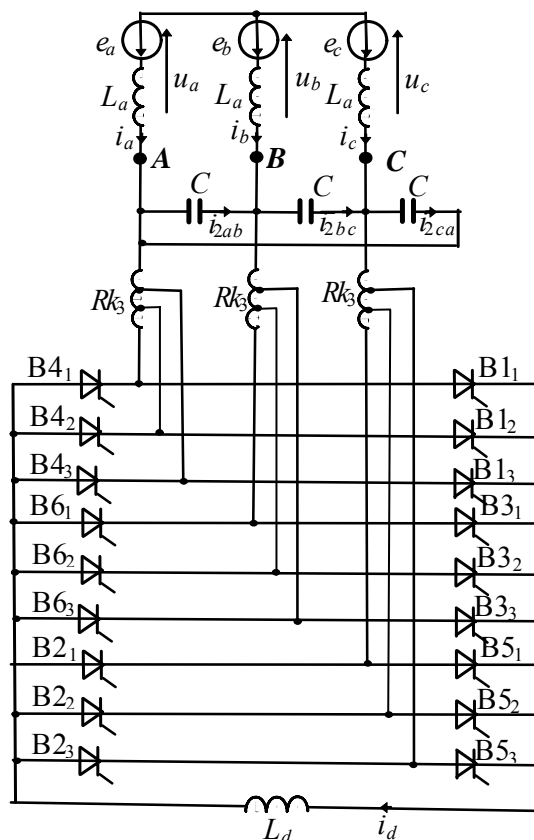 e_a e_b e_c
u_a u_b u_c
L_a L_a L_a
i_a i_b i_c
A B C
C C C
i_2ab i_2bc i_2ca
Rk_3 Rk_3 Rk_3
B4_1 B1_1
B4_2 B1_2
B4_3 B1_3
B6_1 B3_1
B6_2 B3_2
B6_3 B3_3
B2_1 B5_1
B2_2 B5_2
B2_3 B5_3
L_d i_d